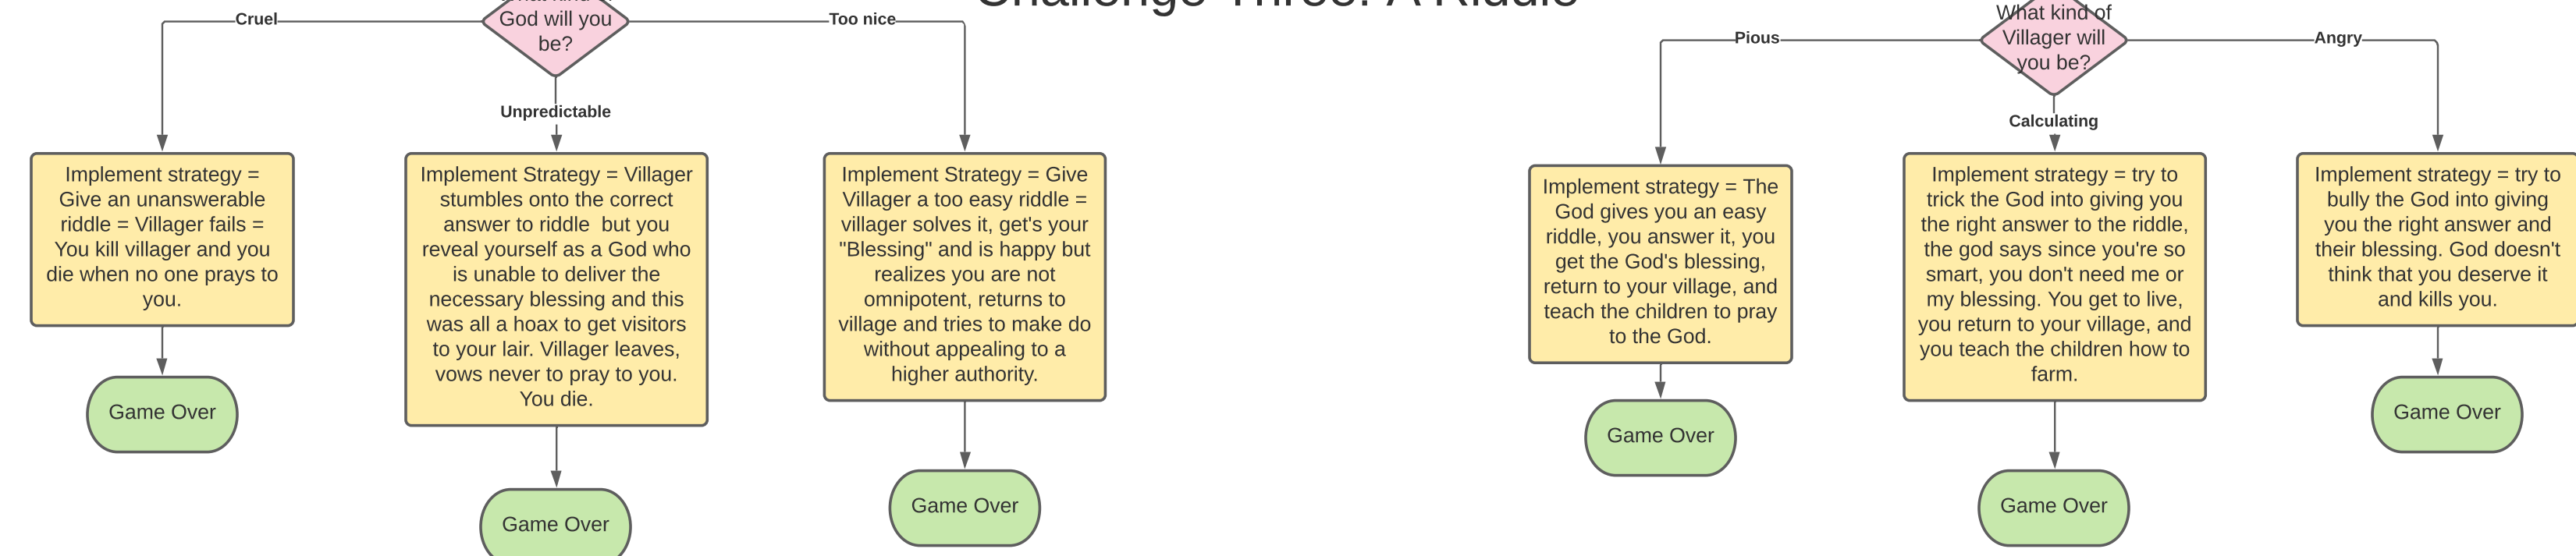 Challenge Three: A Riddle
What kind of
God will you
be?
Cruel
Too nice
Unpredictable
Implement strategy =
Give an unanswerable
riddle = Villager fails =
You kill villager and you
die when no one prays to
you.
Game Over
Implement Strategy = Villager
stumbles onto the correct
answer to riddle  but you
reveal yourself as a God who
is unable to deliver the
necessary blessing and this
was all a hoax to get visitors
to your lair. Villager leaves,
vows never to pray to you.
You die.
Game Over
Implement Strategy = Give
Villager a too easy riddle =
villager solves it, get's your
"Blessing" and is happy but
realizes you are not
omnipotent, returns to
village and tries to make do
without appealing to a
higher authority.
Game Over
What kind of
Villager will
you be?
Pious
Angry
Calculating
Implement strategy = The
God gives you an easy
riddle, you answer it, you
get the God's blessing,
return to your village, and
teach the children to pray
to the God.
Game Over
Implement strategy = try to
trick the God into giving you
the right answer to the riddle,
the god says since you're so
smart, you don't need me or
my blessing. You get to live,
you return to your village, and
you teach the children how to
farm.
Game Over
Implement strategy = try to
bully the God into giving
you the right answer and
their blessing. God doesn't
think that you deserve it
and kills you.
Game Over